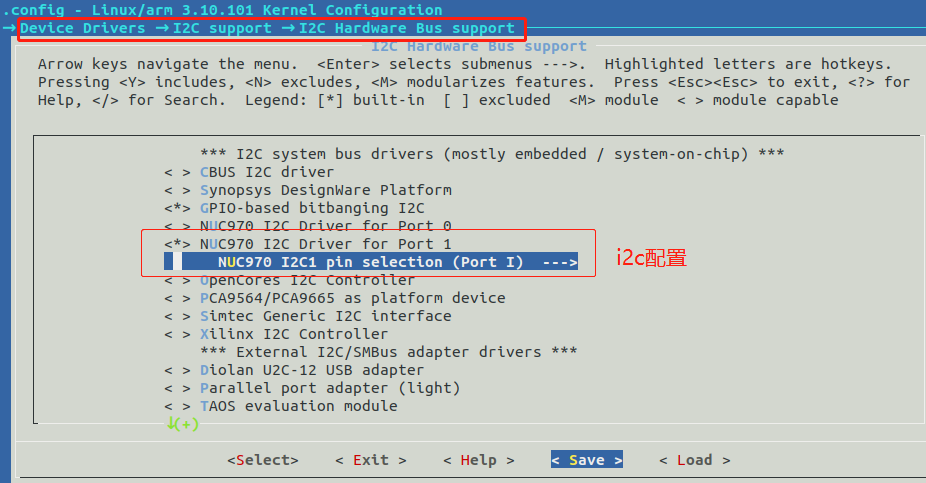 .config - Linux/arm 3.10.101 Kernel Configuration
→Device Drivers →I2C support →I2C Hardware Bus support
I2C Hardware Bus support
Arrow keys navigate the menu.  <Enter> selects submenus --->.  Highlighted letters are hotkeys.
Pressing <Y> includes, <N> excludes, <M> modularizes features.  Press <Esc><Esc> to exit, <?> for
Help, </> for Search.  Legend: [*] built-in  [ ] excluded  <M> module  < > module capable
*** I2C system bus drivers (mostly embedded / system-on-chip) ***
< > CBUS I2C driver
< > Synopsys DesignWare Platform
<*> GPIO-based bitbanging I2C
< > NUC970 I2C Driver for Port 0
<*> NUC970 I2C Driver for Port 1
NUC970 I2C1 pin selection (Port I)  --->
i2c配置
< > OpenCores I2C Controller
< > PCA9564/PCA9665 as platform device
< > Simtec Generic I2C interface
< > Xilinx I2C Controller
*** External I2C/SMBus adapter drivers ***
< > Diolan U2C-12 USB adapter
< > Parallel port adapter (light)
< > TAOS evaluation module
↓(+)
<Select>    < Exit >    < Help >    < Save >    < Load >